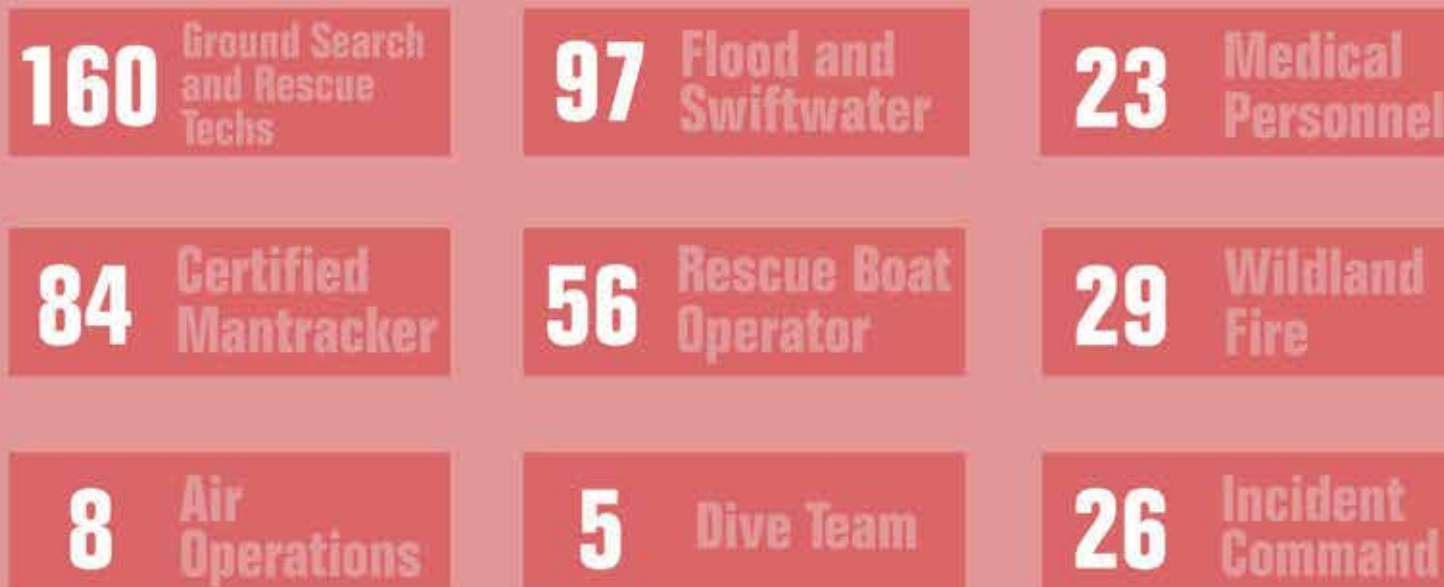 160 Ground Search
and Rescue
Techs
97 Flood and
Swiftwater
23 Medical
Personnel
84 Certified
Mantracker
56 Rescue Boat
Operator
29 Wildland
Fire
8 Air
Operations
5 Dive Team
26 Incident
Command